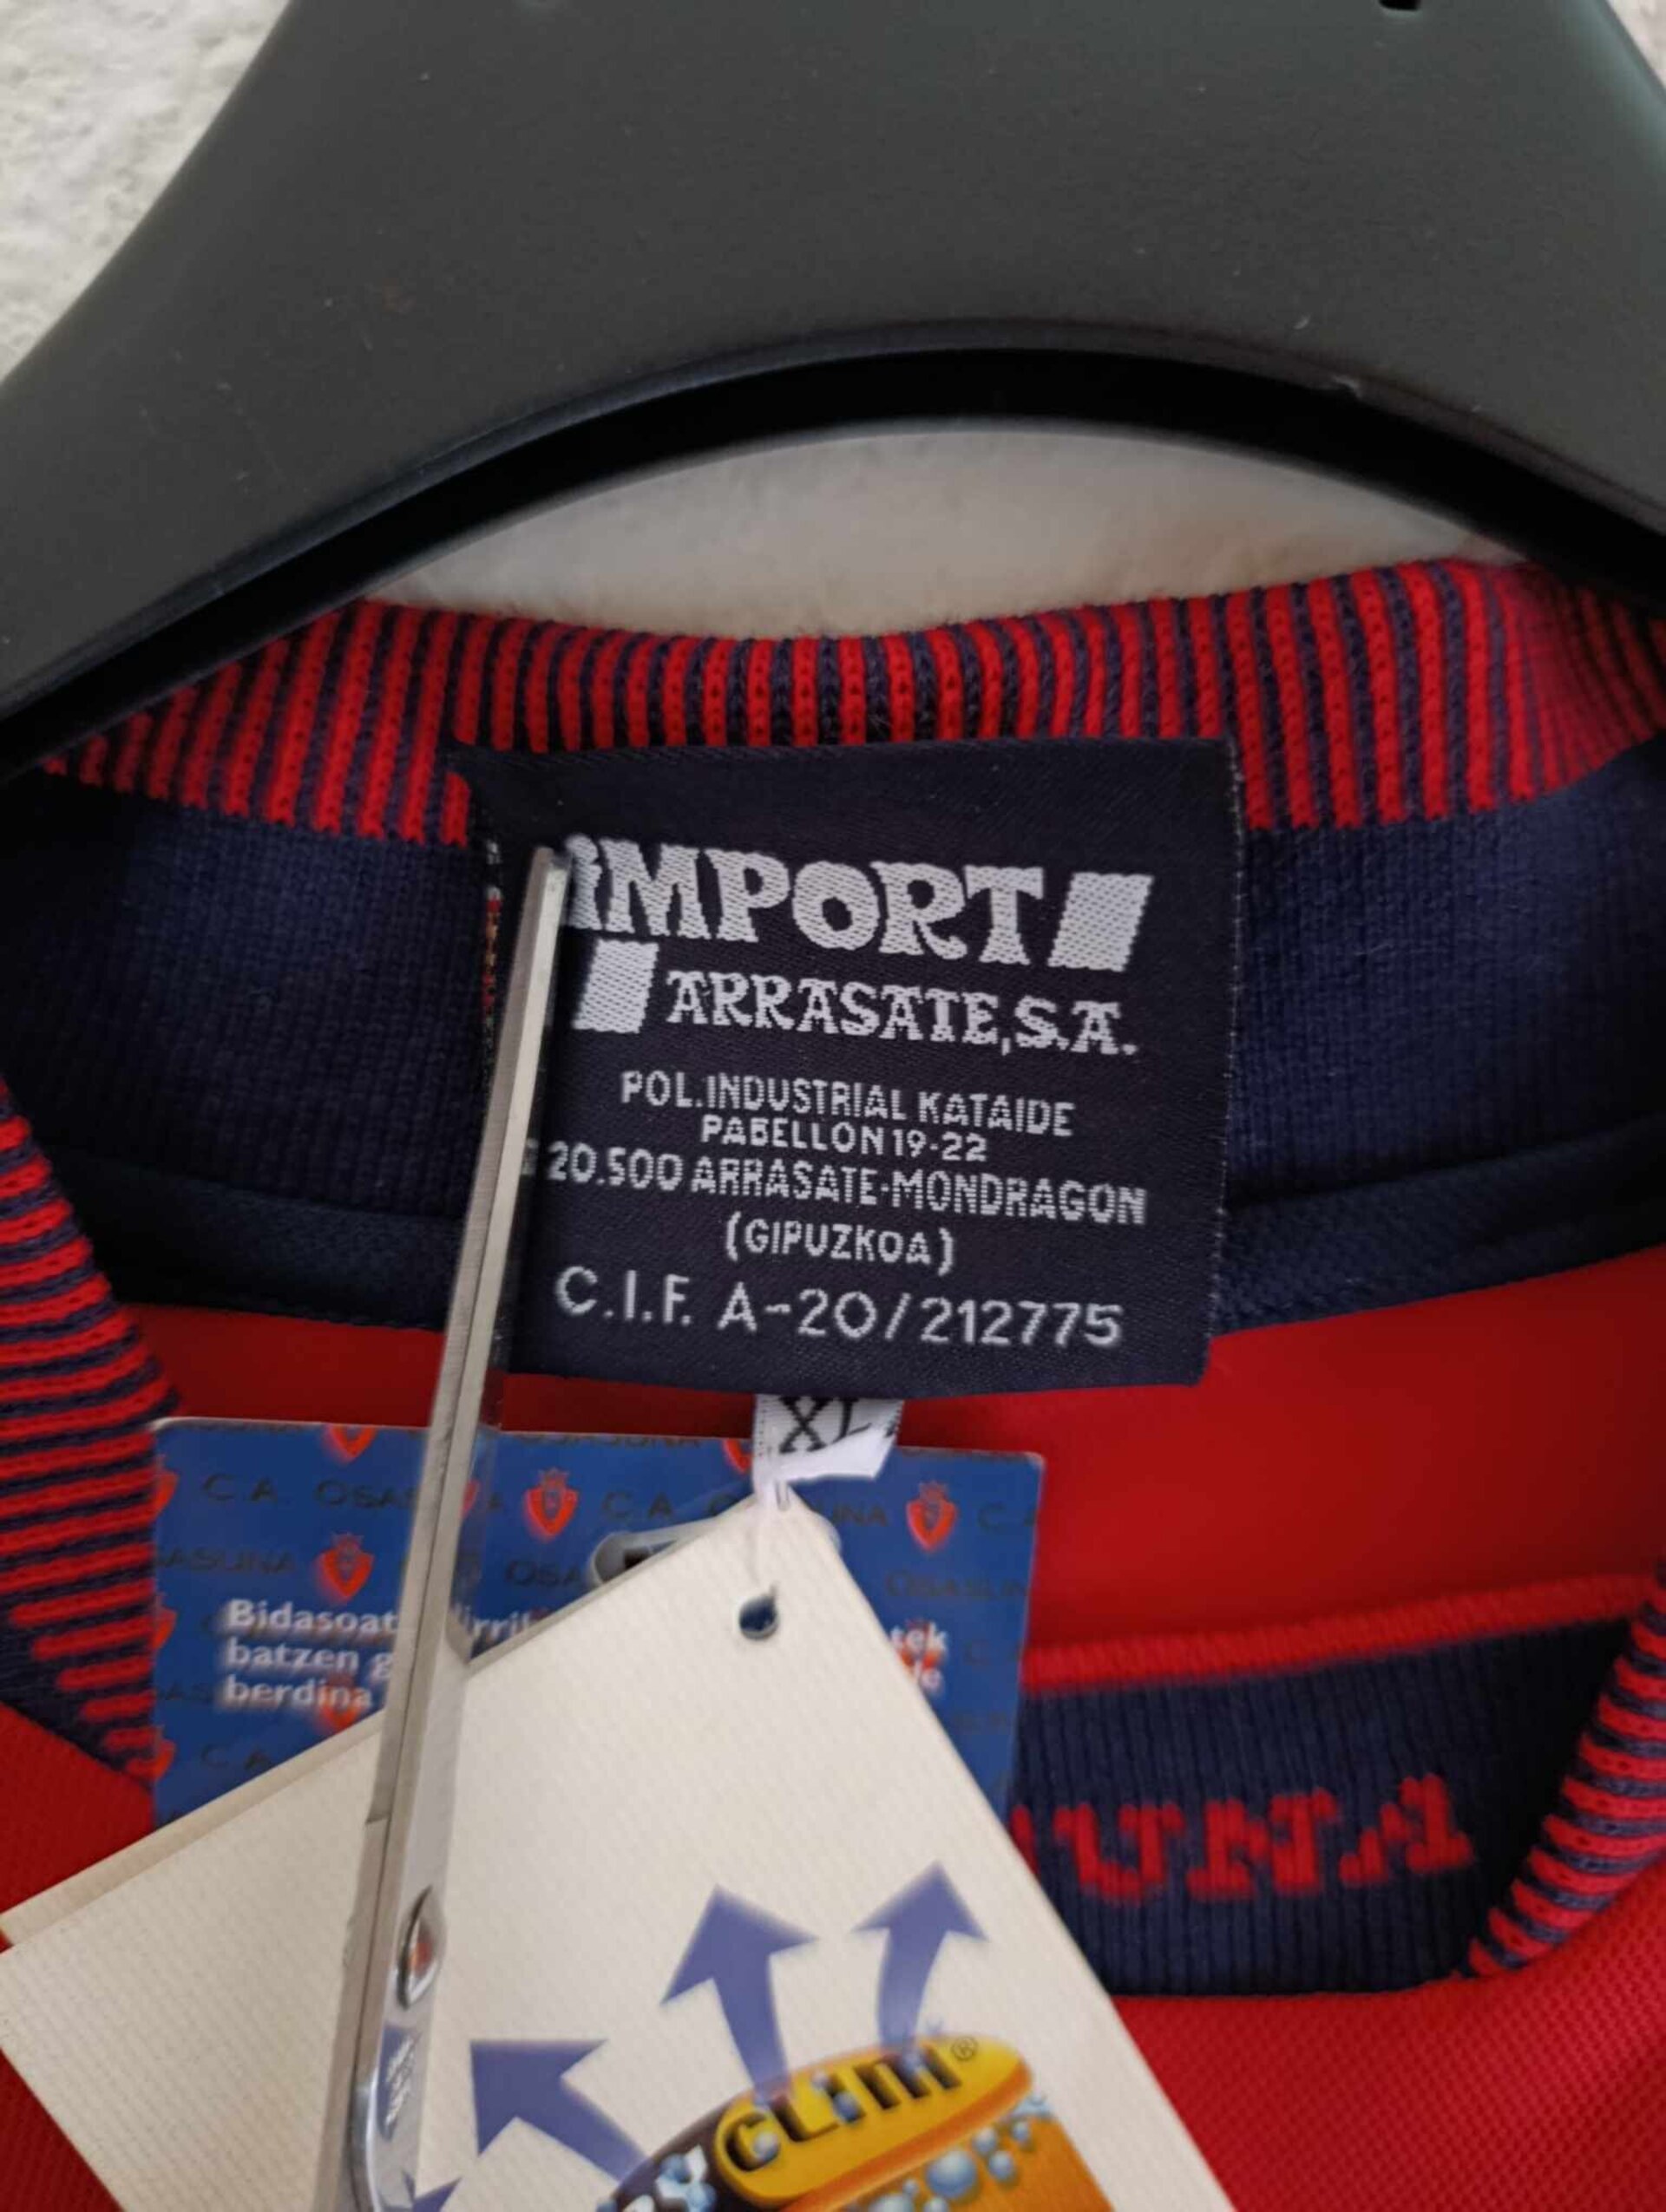 iMPORT
ARRASATE,S.A.
POL.INDUSTRIAL KATAIDE
PABELLON 19-22
20.500 ARRASATE-MONDRAGON
(GIPUZKOA)
C.I.F. A-20/212775
XL
C.A. C.A.
Bidasoat
batzen
berdina
CLIM®